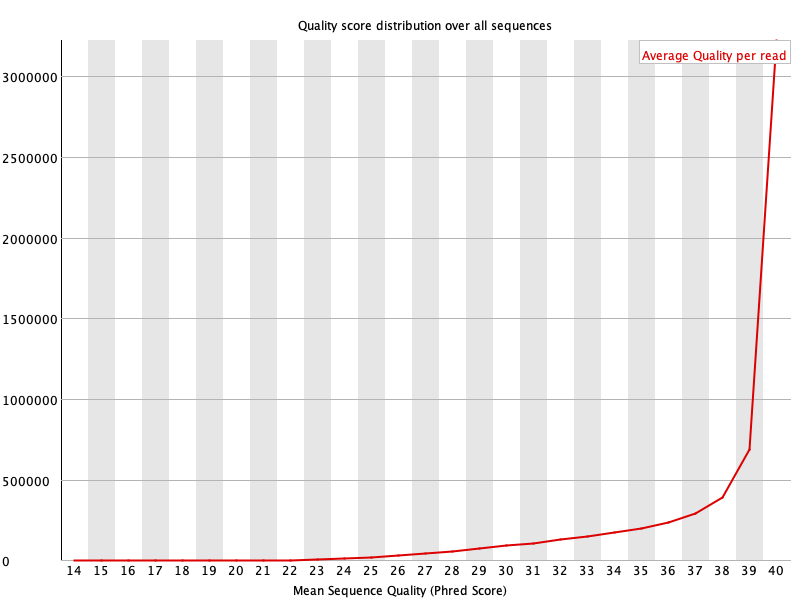 Quality score distribution over all sequences
Average Quality per read
3000000
2500000
2000000
1500000
1000000
500000
0
14 15 16 17 18 19 20 21 22 23 24 25 26 27 28 29 30 31 32 33 34 35 36 37 38 39 40
Mean Sequence Quality (Phred Score)